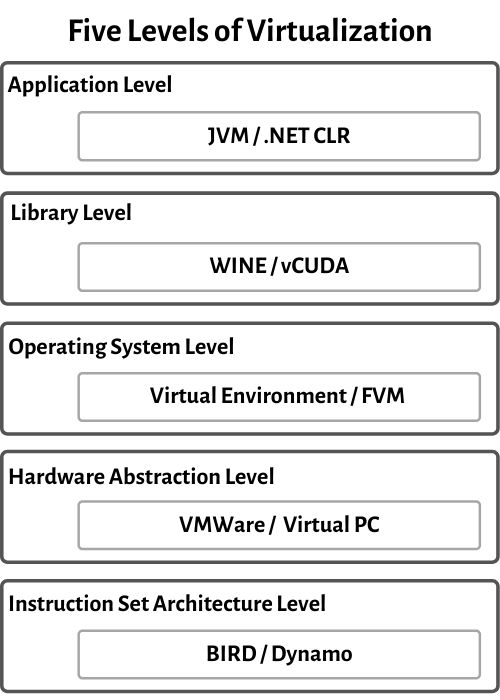 Five Levels of Virtualization
Application Level
JVM / .NET CLR
Library Level
WINE / vCUDA
Operating System Level
Virtual Environment / FVM
Hardware Abstraction Level
VMWare / Virtual PC
Instruction Set Architecture Level
BIRD / Dynamo